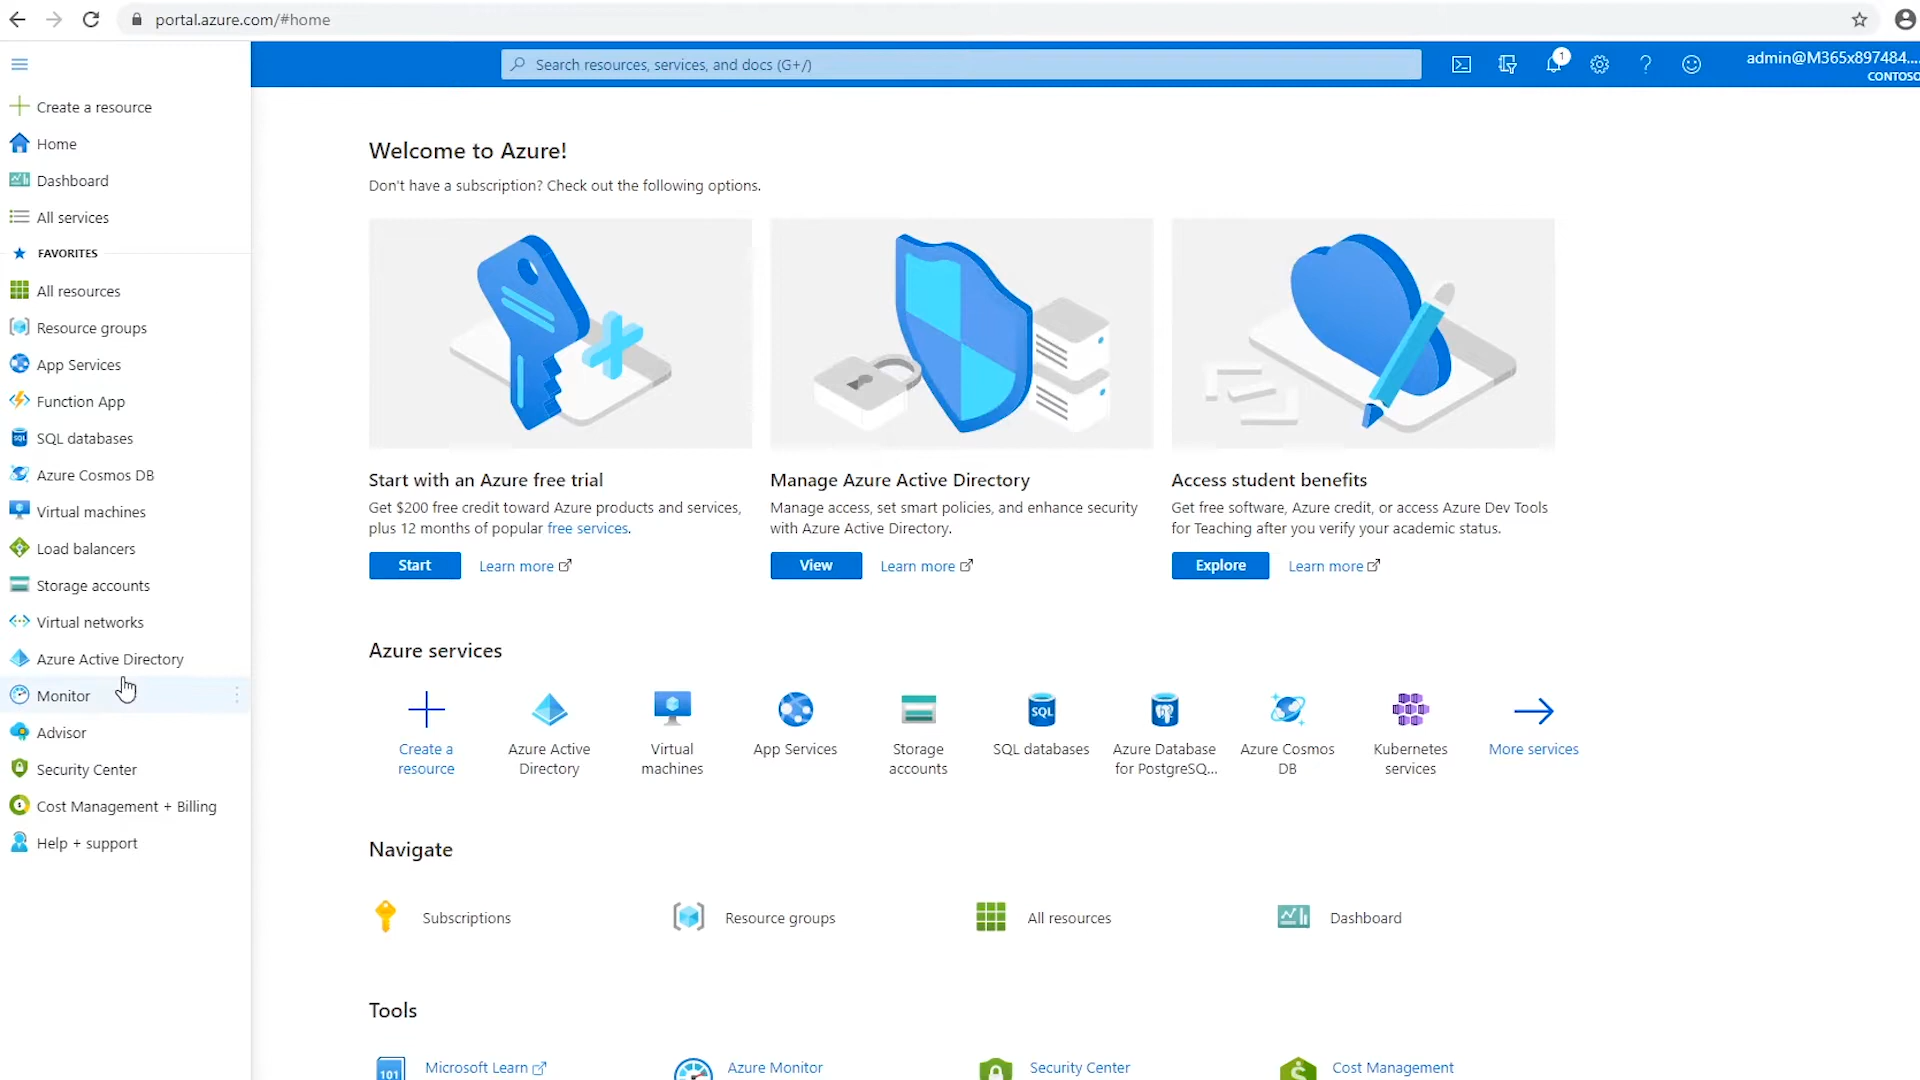 portal.azure.com/#home
Search resources, services, and docs (G+/)
1
admin@M365x897484....
CONTOSO
Create a resource
Home
Dashboard
All services
FAVORITES
All resources
Resource groups
App Services
Function App
SQL databases
Azure Cosmos DB
Virtual machines
Load balancers
Storage accounts
Virtual networks
Azure Active Directory
Monitor
Advisor
Security Center
Cost Management + Billing
Help + support
Welcome to Azure!
Don't have a subscription? Check out the following options.
Start with an Azure free trial
Get $200 free credit toward Azure products and services,
plus 12 months of popular free services.
Start
Learn more
Manage Azure Active Directory
Manage access, set smart policies, and enhance security
with Azure Active Directory.
View
Learn more
Access student benefits
Get free software, Azure credit, or access Azure Dev Tools
for Teaching after you verify your academic status.
Explore
Learn more
Azure services
Create a
resource
Azure Active
Directory
Virtual
machines
App Services
Storage
accounts
SQL
SQL databases
Azure Database
for PostgreSQ...
Azure Cosmos
DB
Kubernetes
services
More services
Navigate
Subscriptions
Resource groups
All resources
Dashboard
Tools
101
Microsoft Learn
Azure Monitor
Security Center
Cost Management